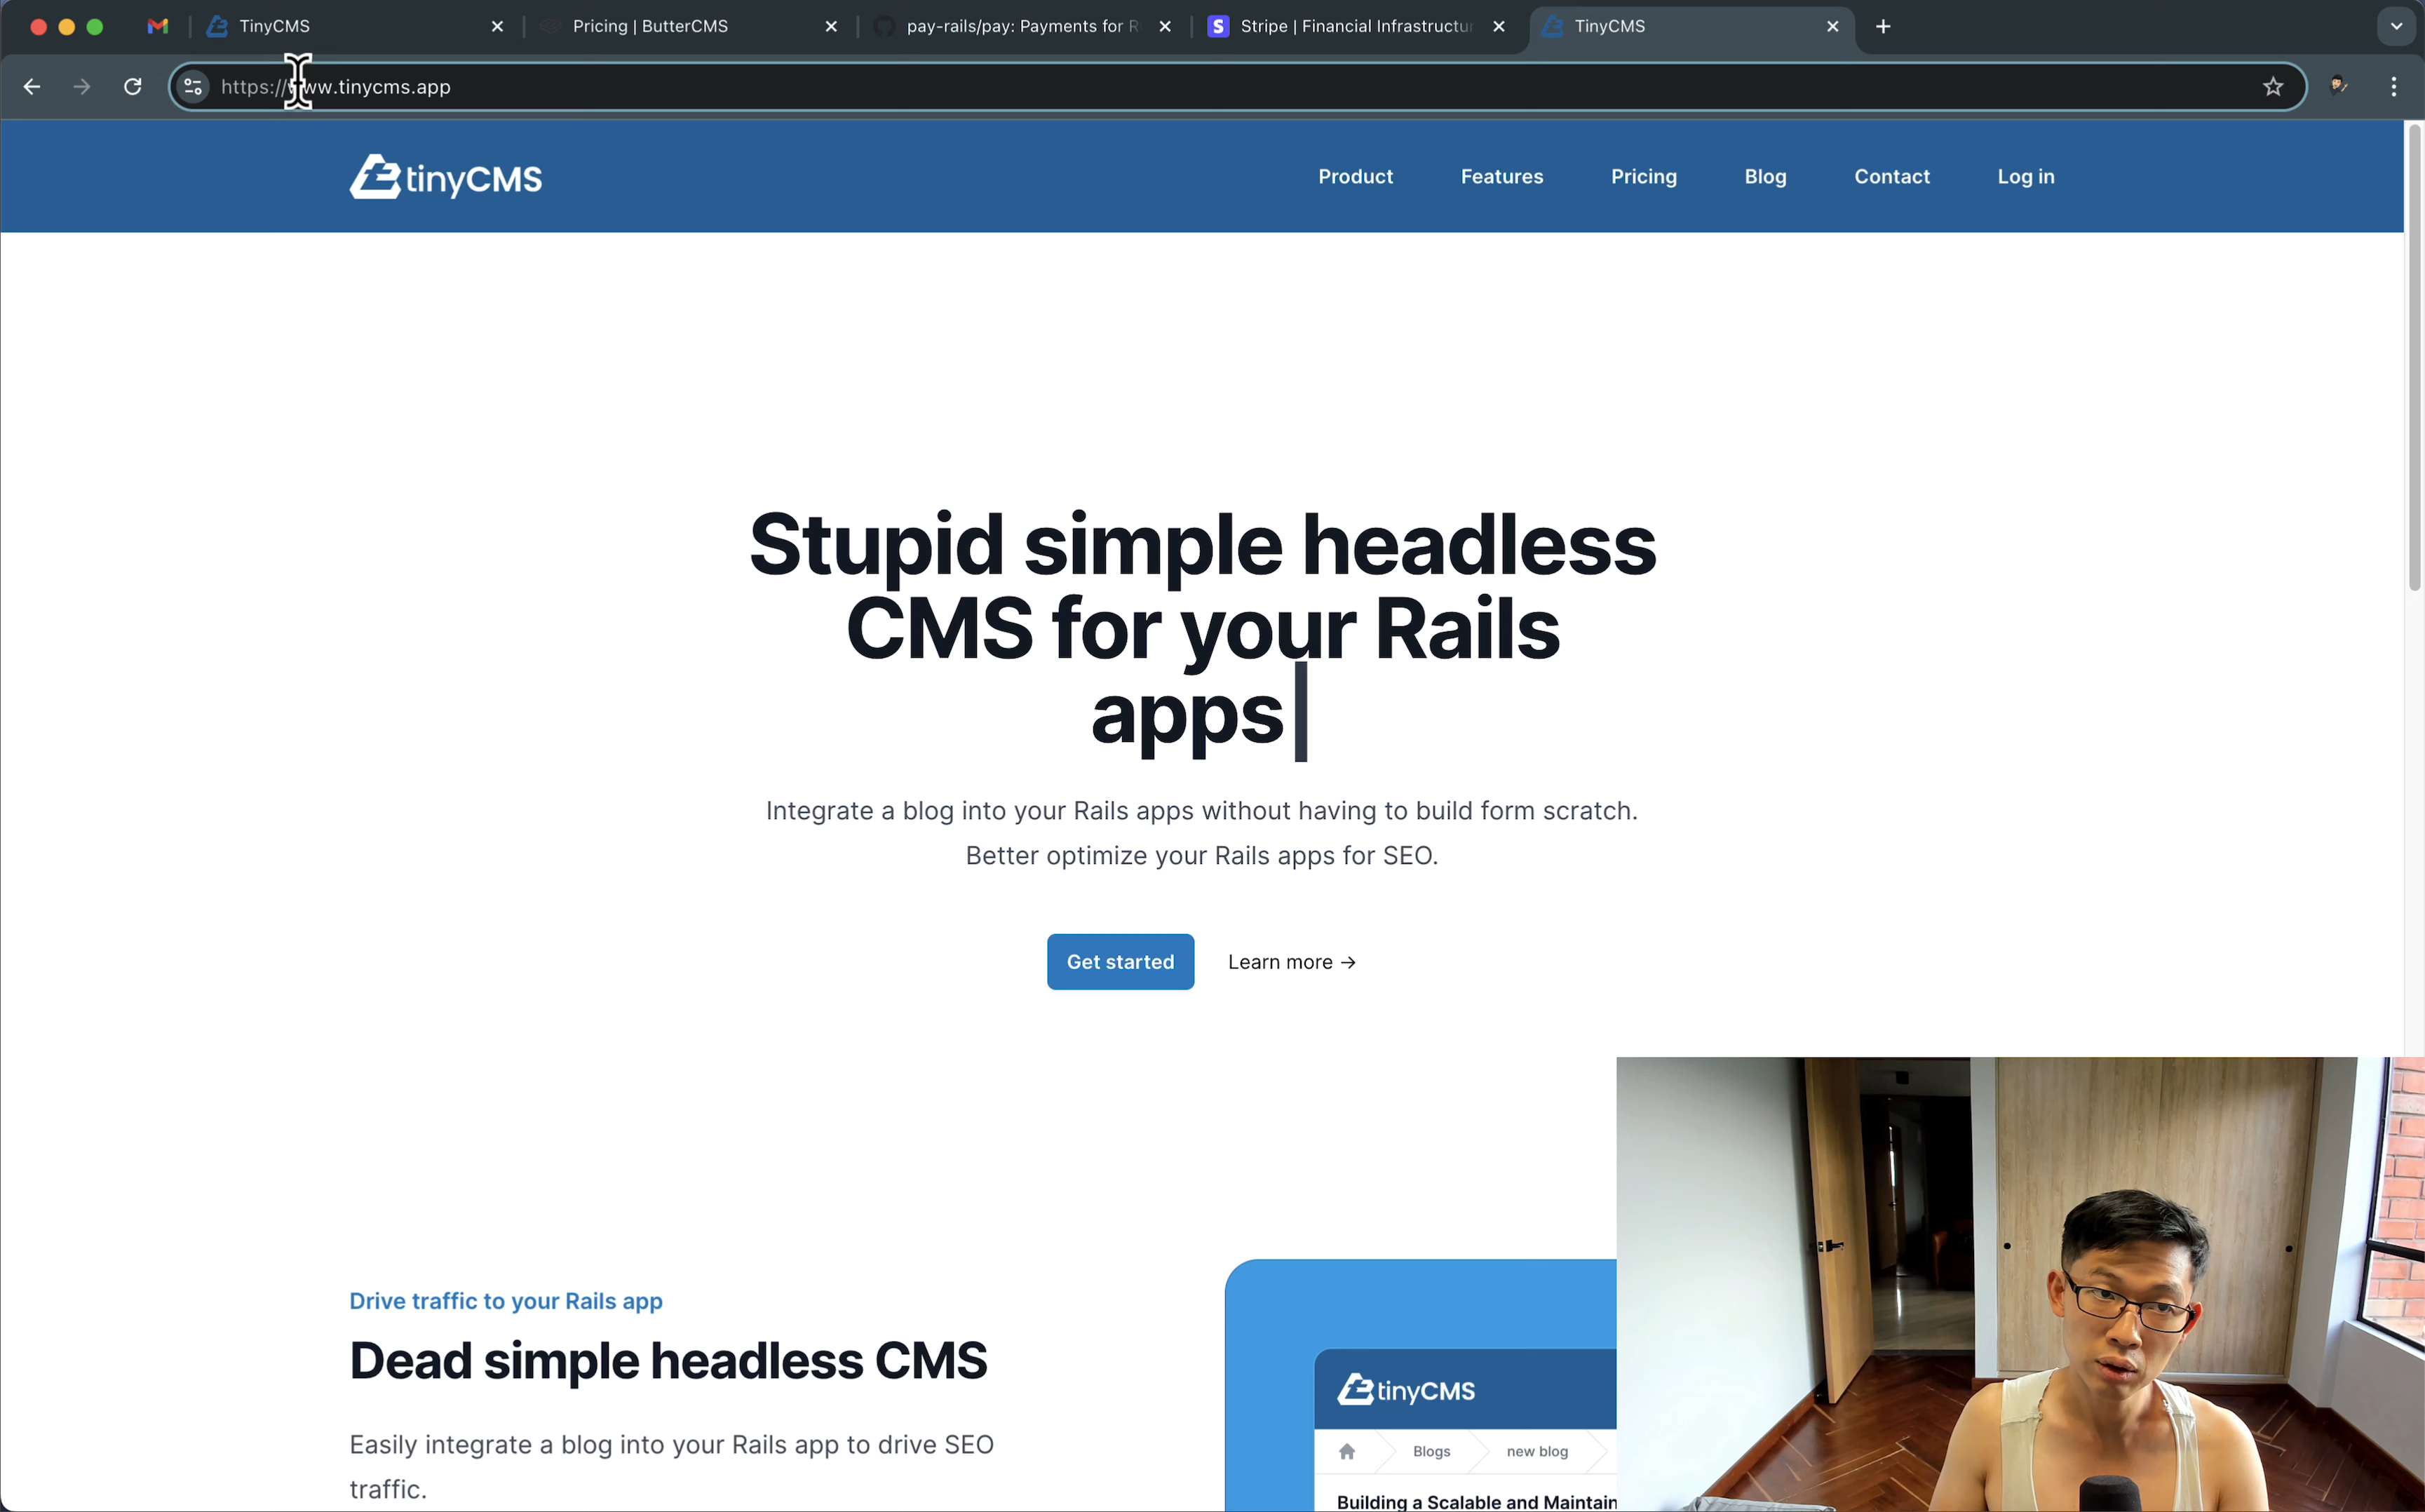 TinyCMS
Pricing | ButterCMS
pay-rails/pay: Payments for R
Stripe | Financial Infrastructur
TinyCMS
https://www.tinycms.app
tinyCMS
Product
Features
Pricing
Blog
Contact
Log in
Stupid simple headless
CMS for your Rails
apps
Integrate a blog into your Rails apps without having to build form scratch.
Better optimize your Rails apps for SEO.
Get started
Learn more →
Drive traffic to your Rails app
Dead simple headless CMS
Easily integrate a blog into your Rails app to drive SEO
traffic.
tinyCMS
Blogs
new blog
Building a Scalable and Maintain